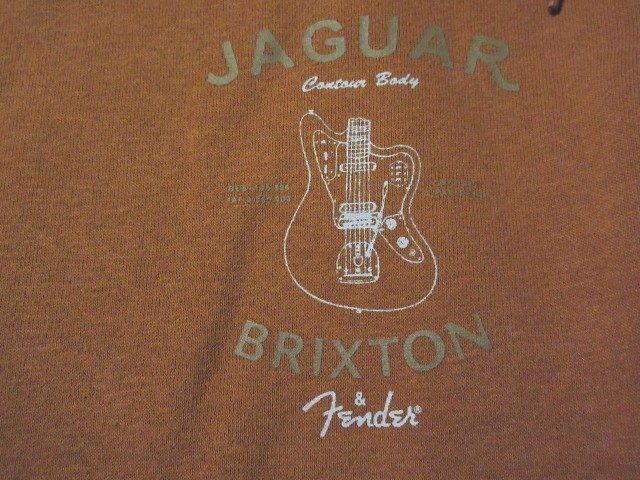 JAGUAR
Contour Body
BRIXTON
&
Fender®